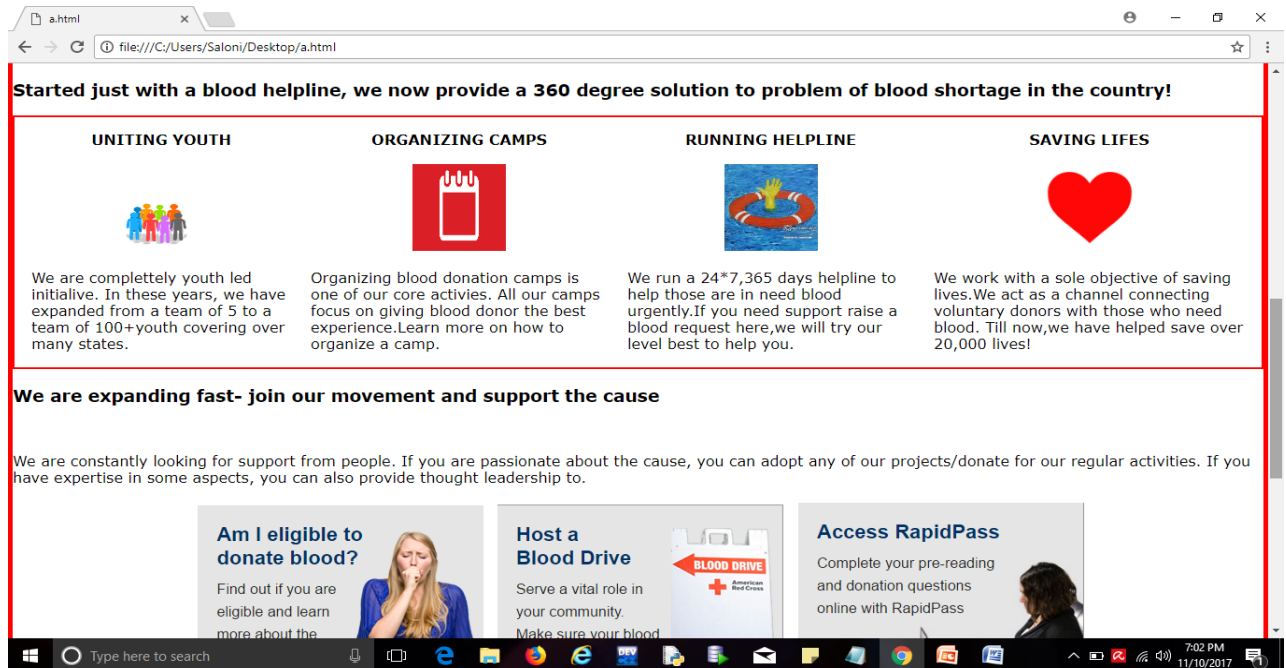 a.html
file:///C:/Users/Saloni/Desktop/a.html
Started just with a blood helpline, we now provide a 360 degree solution to problem of blood shortage in the country!
UNITING YOUTH
We are complettely youth led
initialive. In these years, we have
expanded from a team of 5 to a
team of 100+youth covering over
many states.
ORGANIZING CAMPS
Organizing blood donation camps is
one of our core activies. All our camps
focus on giving blood donor the best
experience.Learn more on how to
organize a camp.
RUNNING HELPLINE
We run a 24*7,365 days helpline to
help those are in need blood
urgently.If you need support raise a
blood request here,we will try our
level best to help you.
SAVING LIFES
We work with a sole objective of saving
lives.We act as a channel connecting
voluntary donors with those who need
blood. Till now,we have helped save over
20,000 lives!
We are expanding fast- join our movement and support the cause
We are constantly looking for support from people. If you are passionate about the cause, you can adopt any of our projects/donate for our regular activities. If you
have expertise in some aspects, you can also provide thought leadership to.
Am I eligible to
donate blood?
Find out if you are
eligible and learn
more about the
Host a
Blood Drive
Serve a vital role in
your community.
Make sure your blood
BLOOD DRIVE
American
Red Cross
Access RapidPass
Complete your pre-reading
and donation questions
online with RapidPass
Type here to search
DEV
7:02 PM
11/10/2017